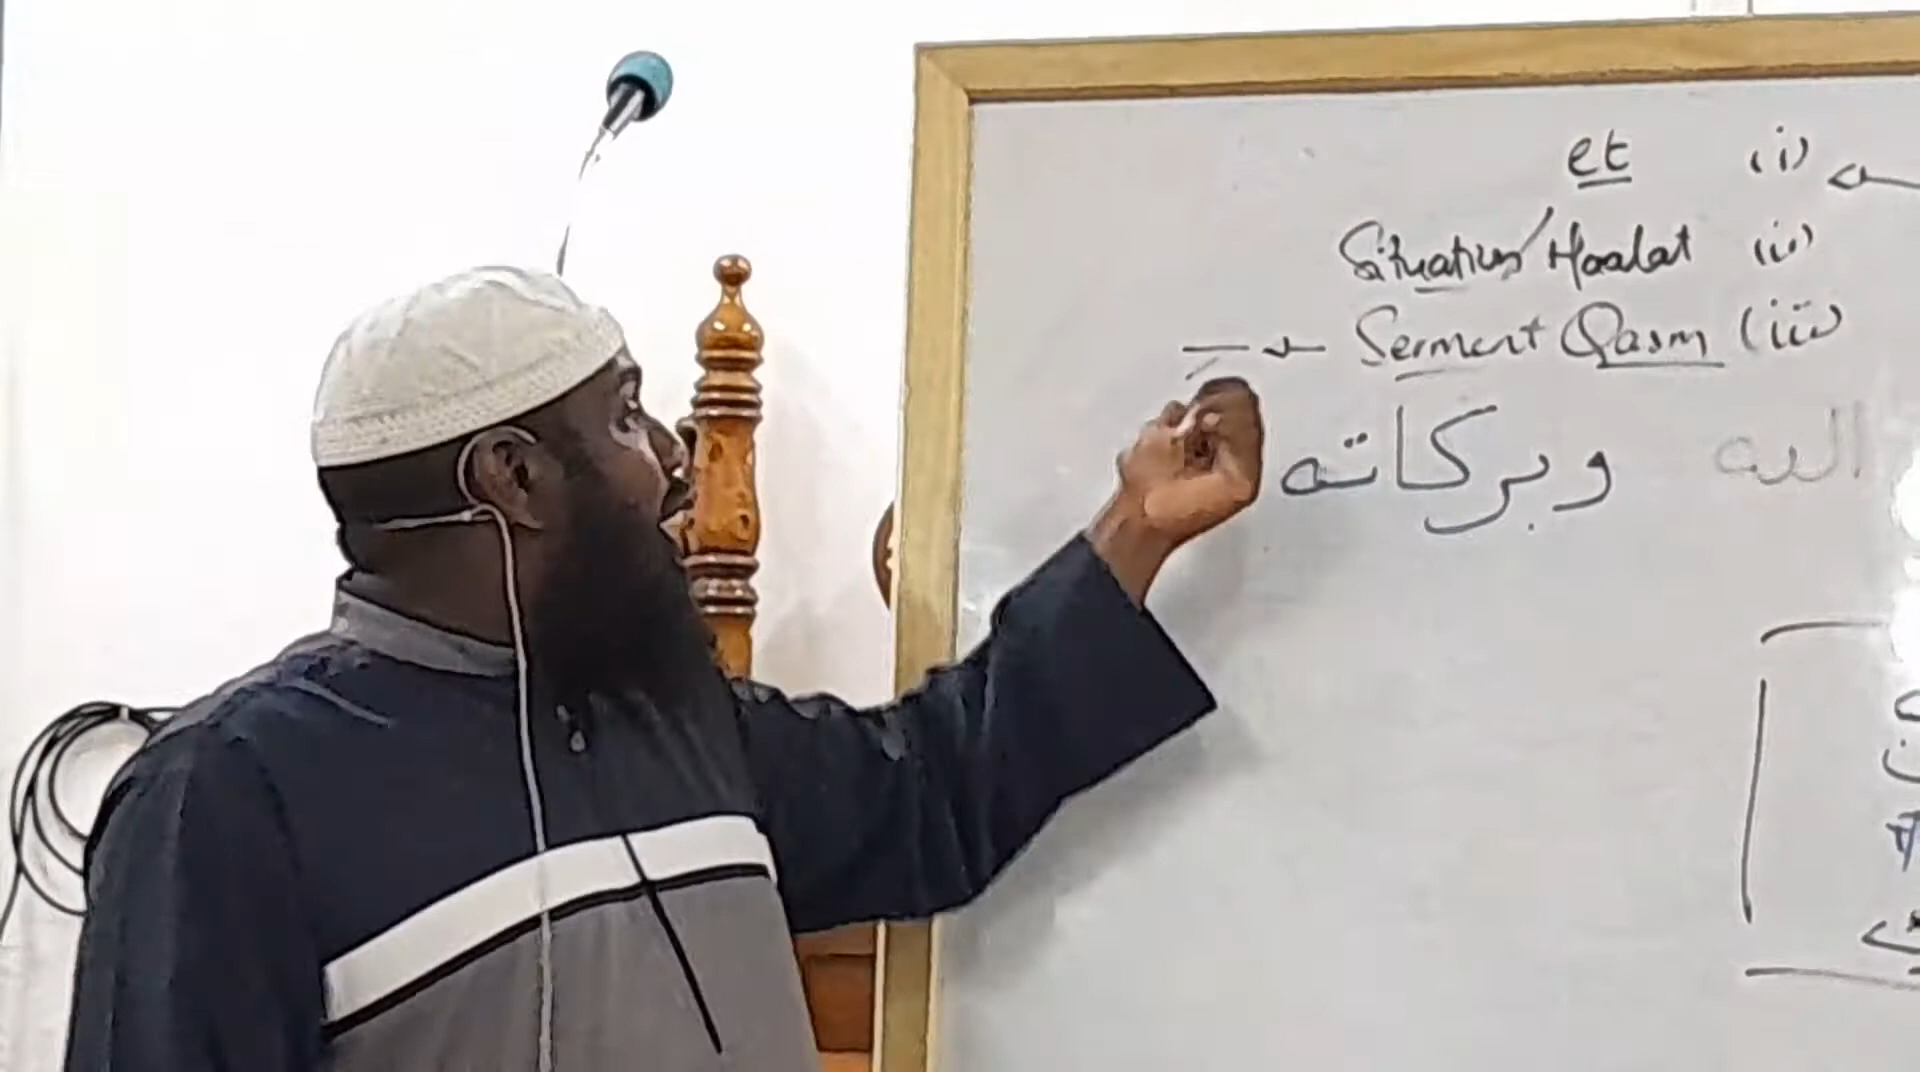 et (i)
Situation/Haalat (ii)
Serment Qasm (iii)
الله وبركاته